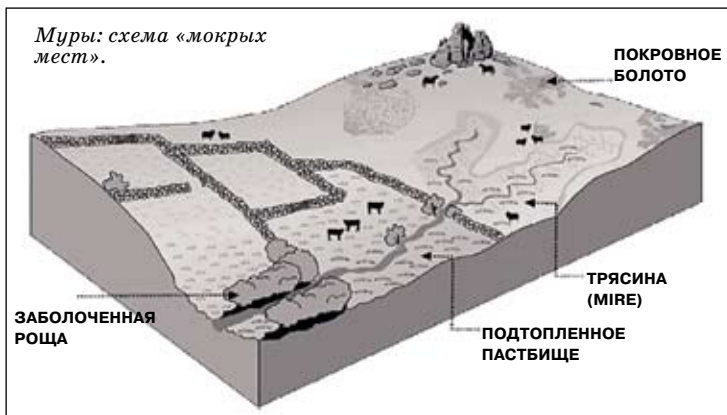 Муры: схема «мокрых
мест».
ПОКРОВНОЕ
БОЛОТО
ТРЯСИНА
(MIRE)
ЗАБОЛОЧЕННАЯ
РОЩА
ПОДТОПЛЕННОЕ
ПАСТБИЩЕ